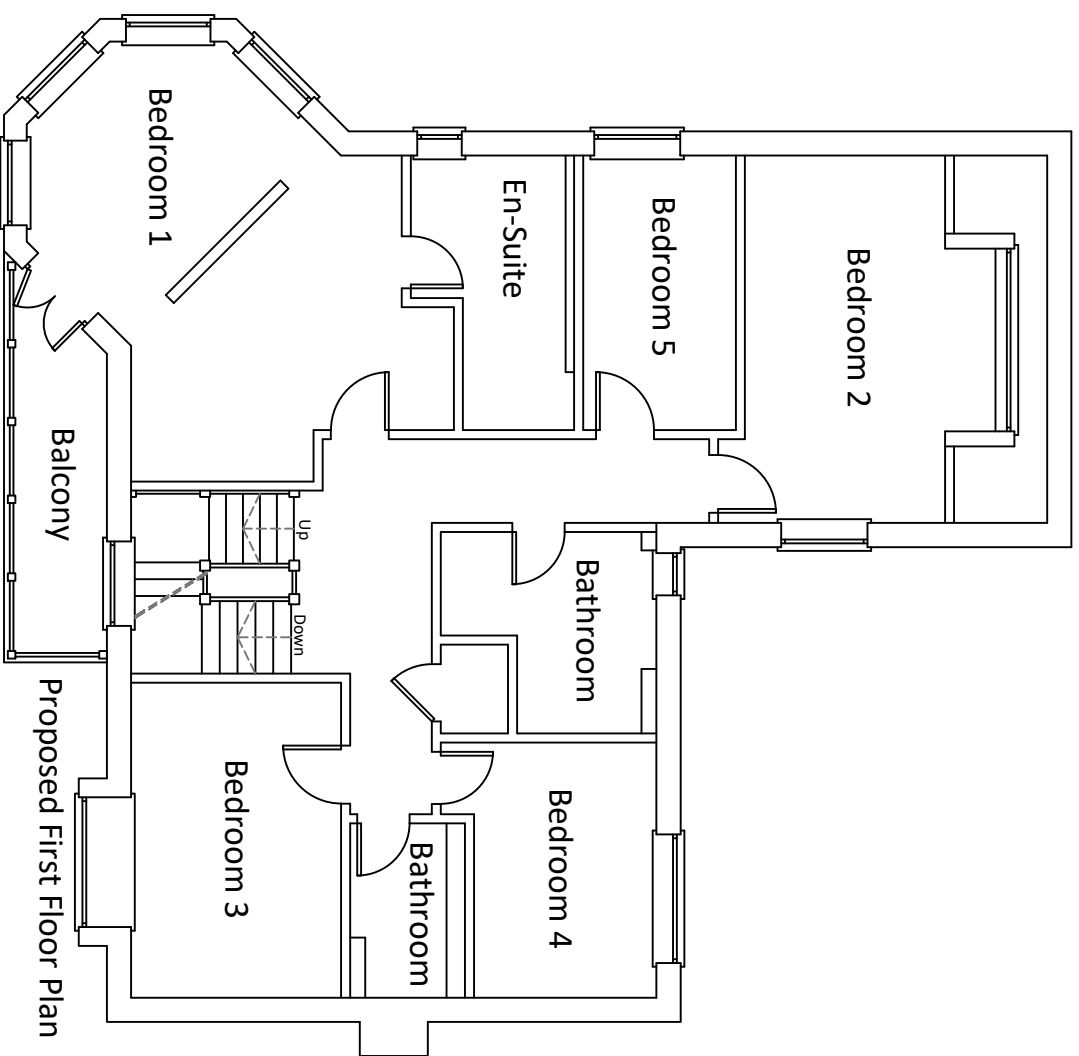 Bedroom 2
Bedroom 5
En-Suite
Bedroom 1
Bedroom 4
Bathroom
Bathroom
Bedroom 3
Up
Down
Balcony
Proposed First Floor Plan